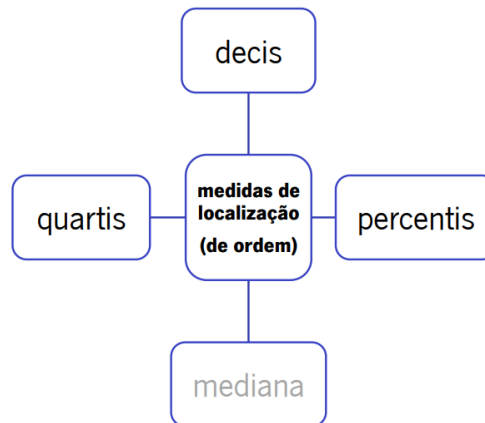 decis
quartis
medidas de
localização
(de ordem)
percentis
mediana